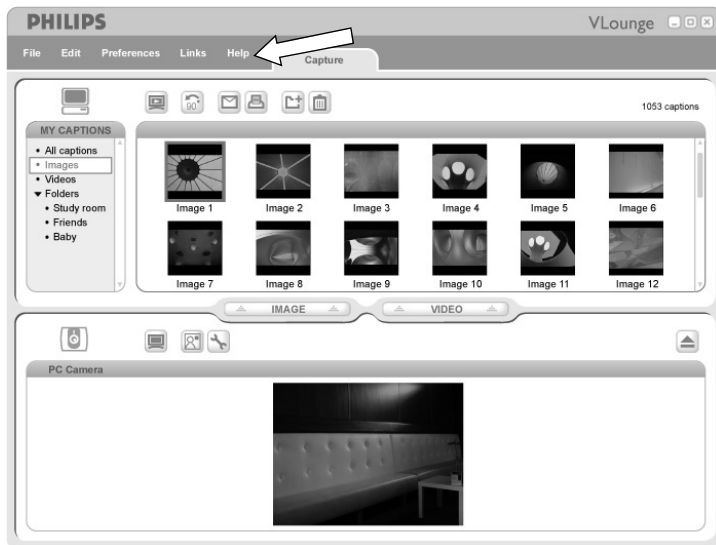 PHILIPS
VLounge
File Edit Preferences Links Help
Capture
90°
1053 captions
MY CAPTIONS
• All captions
• Images
• Videos
▼ Folders
• Study room
• Friends
• Baby
Image 1 Image 2 Image 3 Image 4 Image 5 Image 6
Image 7 Image 8 Image 9 Image 10 Image 11 Image 12
IMAGE VIDEO
PC Camera